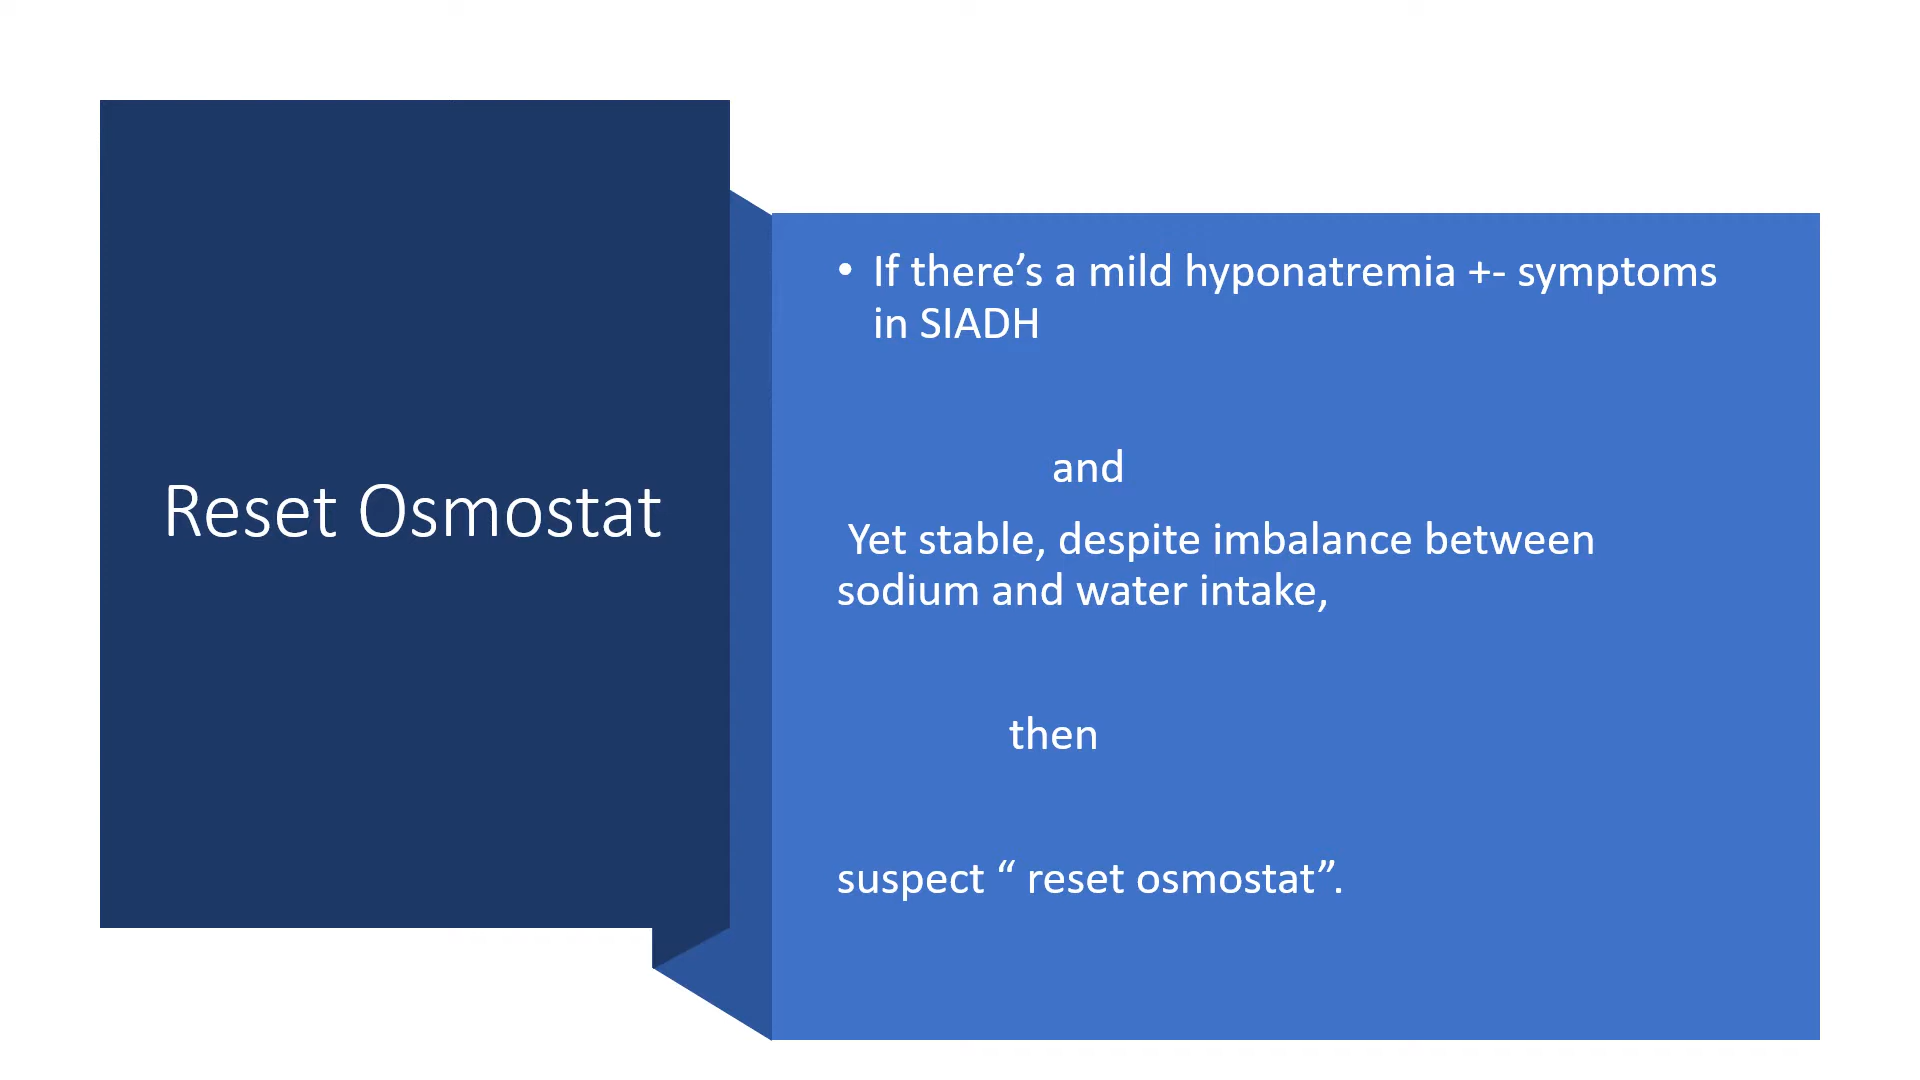 Reset Osmostat
• If there’s a mild hyponatremia +- symptoms
in SIADH
and
Yet stable, despite imbalance between
sodium and water intake,
then
suspect “ reset osmostat”.